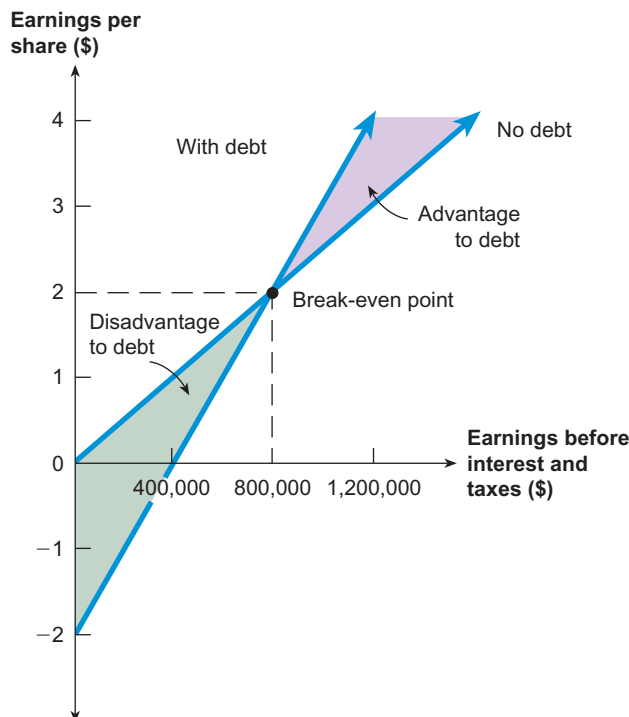 Earnings per
share ($)
4
With debt
No debt
3
Advantage
to debt
2
Break-even point
Disadvantage
to debt
1
0
Earnings before
interest and
taxes ($)
400,000 800,000 1,200,000
−1
−2